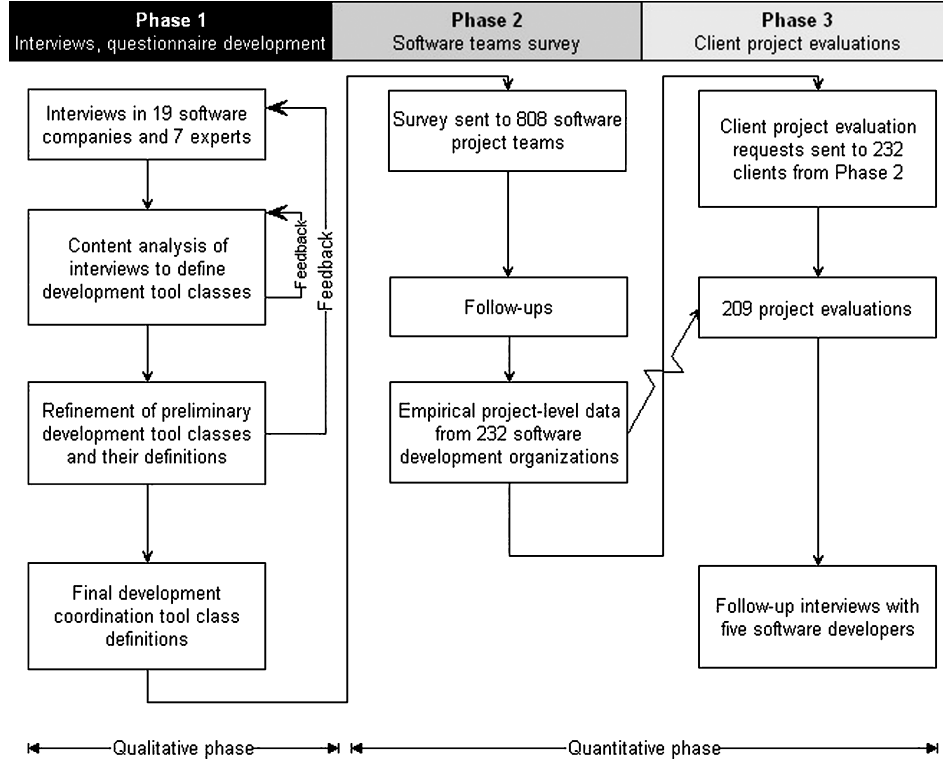 Phase 1
Interviews, questionnaire development
Phase 2
Software teams survey
Phase 3
Client project evaluations
Interviews in 19 software
companies and 7 experts
Content analysis of
interviews to define
development tool classes
Feedback
Feedback
Refinement of preliminary
development tool classes
and their definitions
Final development
coordination tool class
definitions
Survey sent to 808 software
project teams
Follow-ups
Empirical project-level data
from 232 software
development organizations
Client project evaluation
requests sent to 232
clients from Phase 2
209 project evaluations
Follow-up interviews with
five software developers
Qualitative phase
Quantitative phase